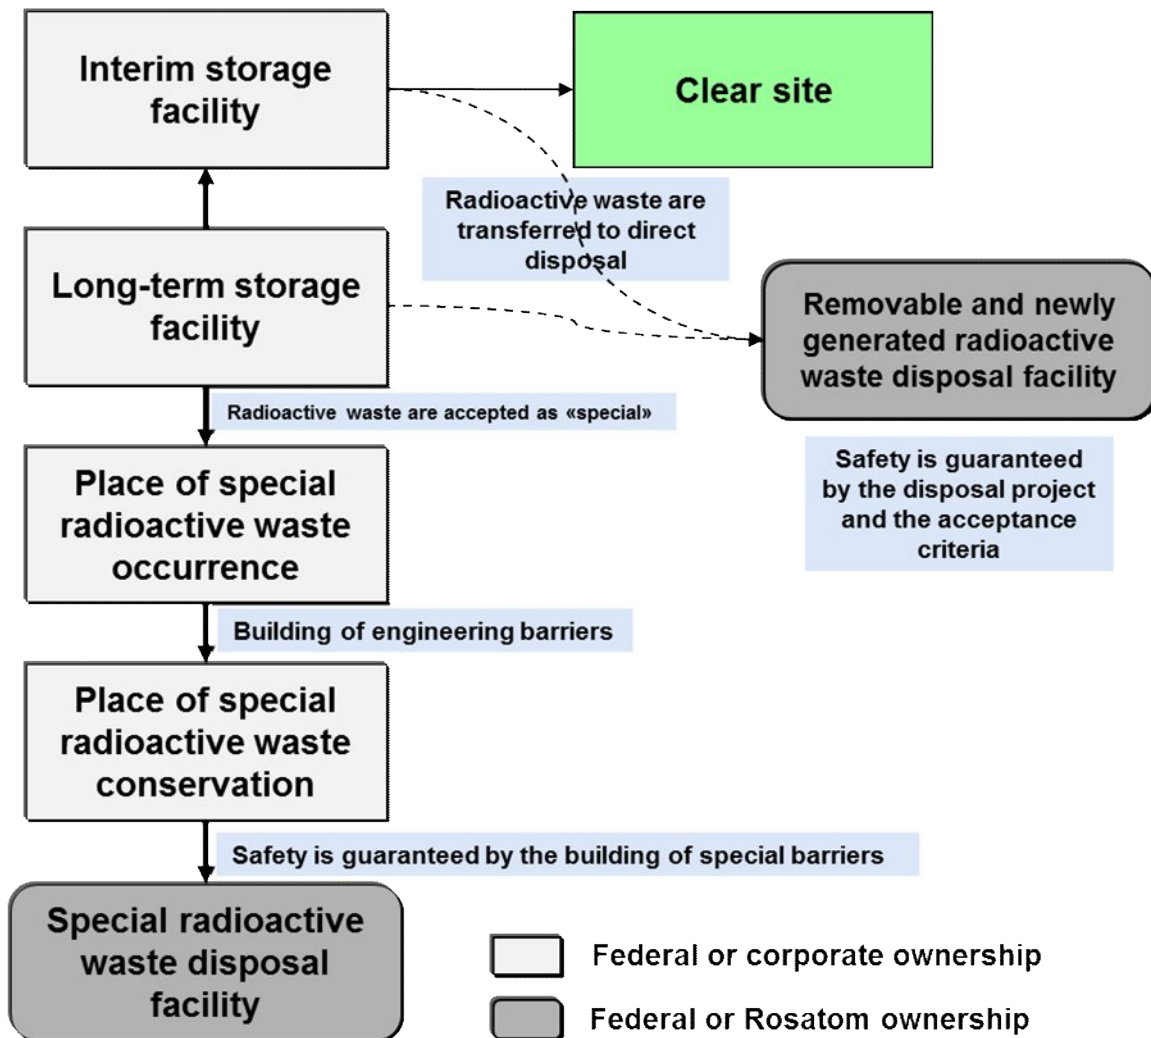 Interim storage
facility
Clear site
Radioactive waste are
transferred to direct
disposal
Long-term storage
facility
Removable and newly
generated radioactive
waste disposal facility
Radioactive waste are accepted as «special»
Safety is guaranteed
by the disposal project
and the acceptance
criteria
Place of special
radioactive waste
occurrence
Building of engineering barriers
Place of special
radioactive waste
conservation
Safety is guaranteed by the building of special barriers
Special radioactive
waste disposal
facility
Federal or corporate ownership
Federal or Rosatom ownership